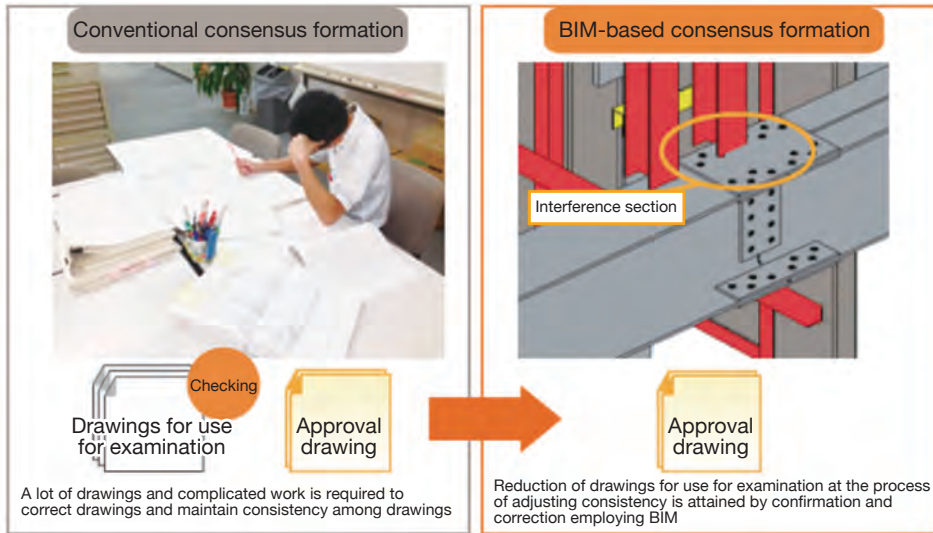 Conventional consensus formation
Checking
Drawings for use
for examination
Approval
drawing
A lot of drawings and complicated work is required to
correct drawings and maintain consistency among drawings
BIM-based consensus formation
Interference section
Approval
drawing
Reduction of drawings for use for examination at the process
of adjusting consistency is attained by confirmation and
correction employing BIM